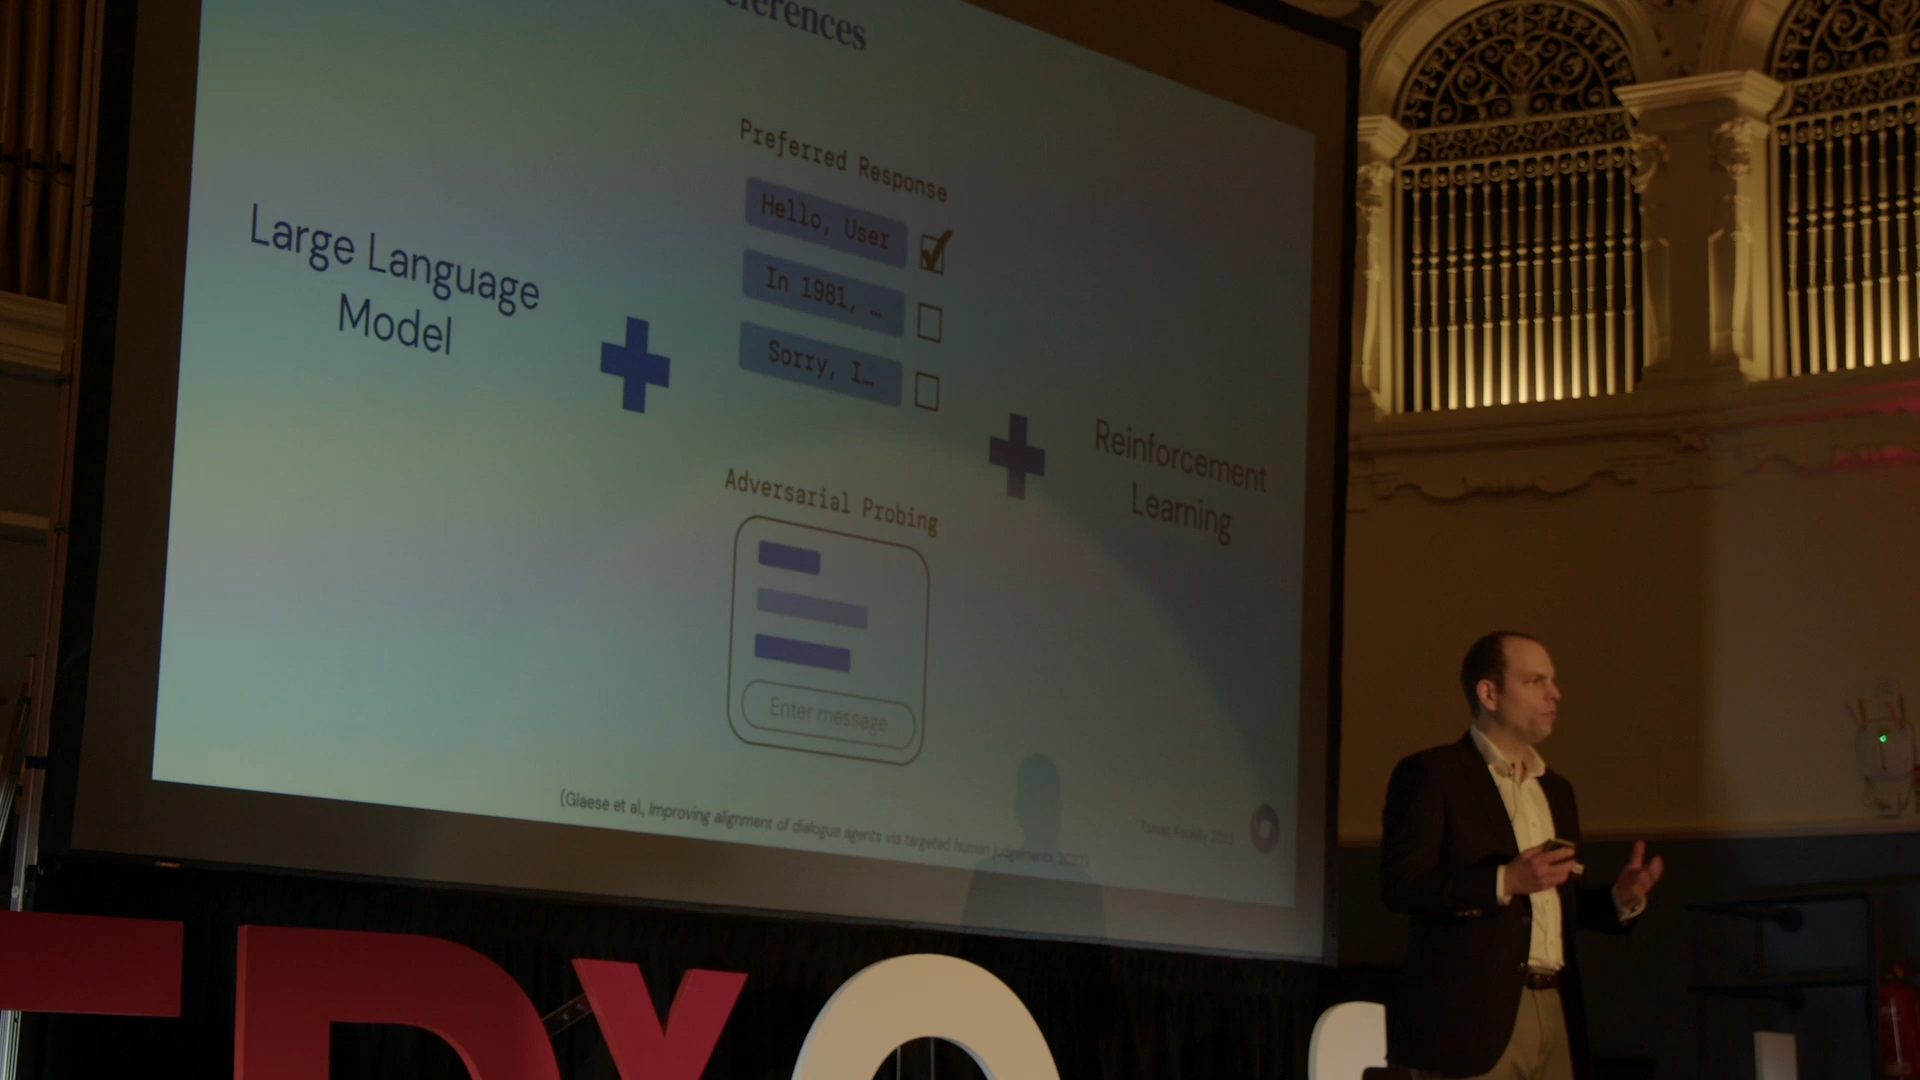 Preferred Response
Hello, User
In 1981, …
Sorry, I…
Large Language
Model
Reinforcement
Learning
Adversarial Probing
Enter message
(Glaese et al., Improving alignment of dialogue agents via targeted human judgements, 2022)